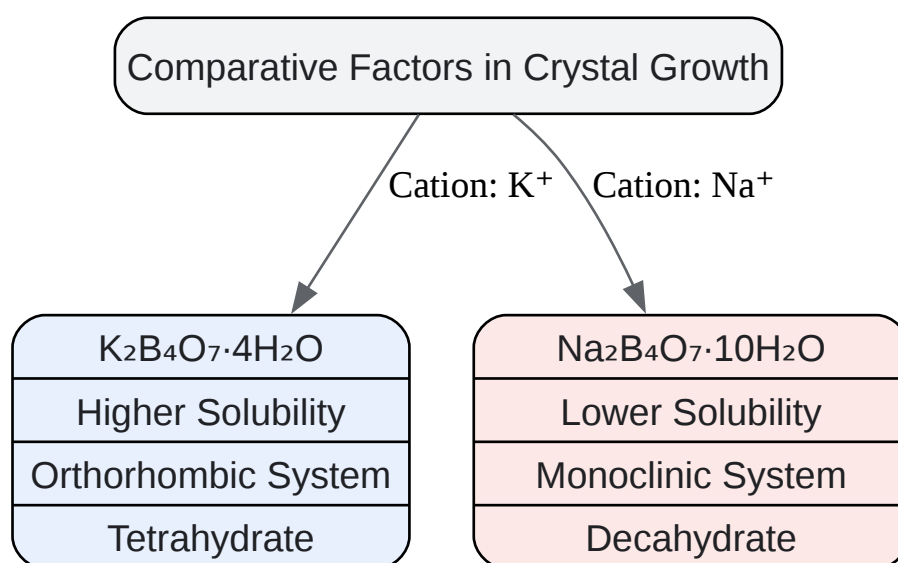 Comparative Factors in Crystal Growth
Cation: K⁺
Cation: Na⁺
K₂B₄O₇·4H₂O
Higher Solubility
Orthorhombic System
Tetrahydrate
Na₂B₄O₇·10H₂O
Lower Solubility
Monoclinic System
Decahydrate